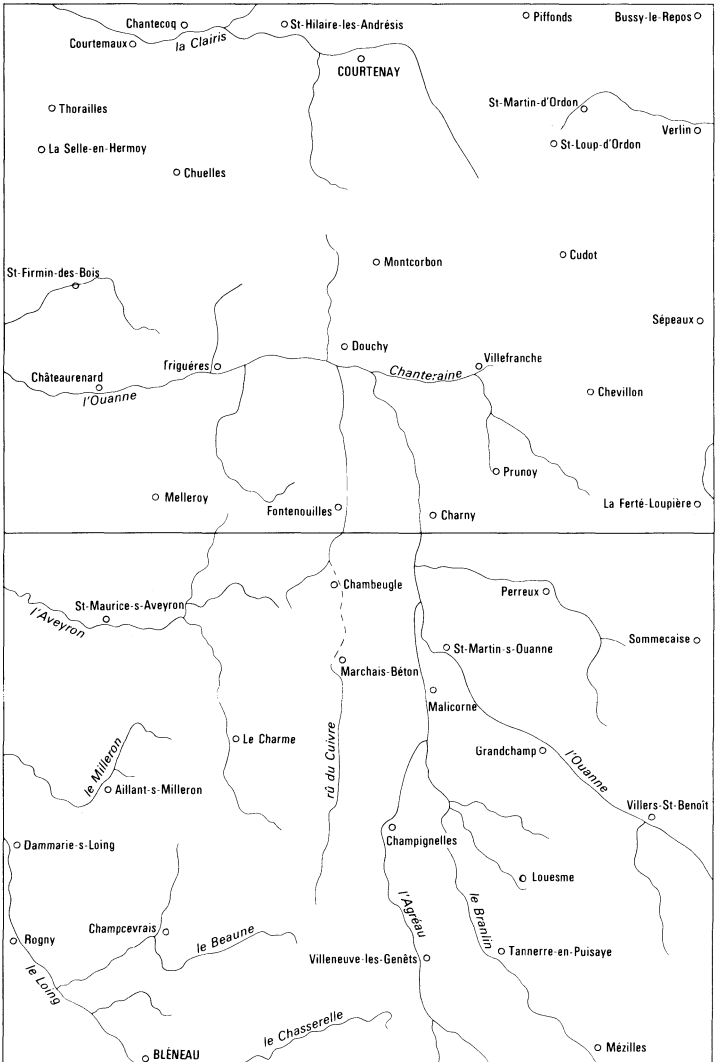 Piffonds
Bussy-le-Repos
Chantecoq
St-Hilaire-les-Andrésis
Courtemaux
la Clairis
COURTENAY
Thorailles
St-Martin-d'Ordon
Verlin
La Selle-en-Hermoy
St-Loup-d'Ordon
Chuelles
Montcorbon
Cudot
St-Firmin-des-Bois
Sépeaux
Douchy
Villefranche
Triguéres
Chanteraine
Châteaurenard
l'Ouanne
Chevillon
Prunoy
Melleroy
Fontenouilles
Charny
La Ferté-Loupière
Chambeugle
Perreux
St-Maurice-s-Aveyron
l'Aveyron
Sommecaise
St-Martin-s-Ouanne
Marchais-Béton
Malicorne
Le Charme
rû du Cuivre
Grandchamp
l'Ouanne
le Milleron
Aillant-s-Milleron
Villers-St-Benoît
Champignelles
Dammarie-s-Loing
Louesme
l'Agréau
le Branlin
Champcevrais
le Beaune
Rogny
Villeneuve-les-Genêts
Tannerre-en-Puisaye
le Loing
le Chasserelle
BLÉNEAU
Mézilles